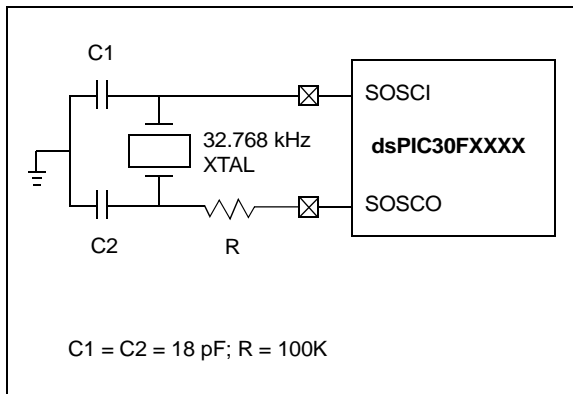 C1
SOSCI
32.768 kHz
XTAL
dsPIC30FXXXX
SOSCO
C2
R
C1 = C2 = 18 pF; R = 100K